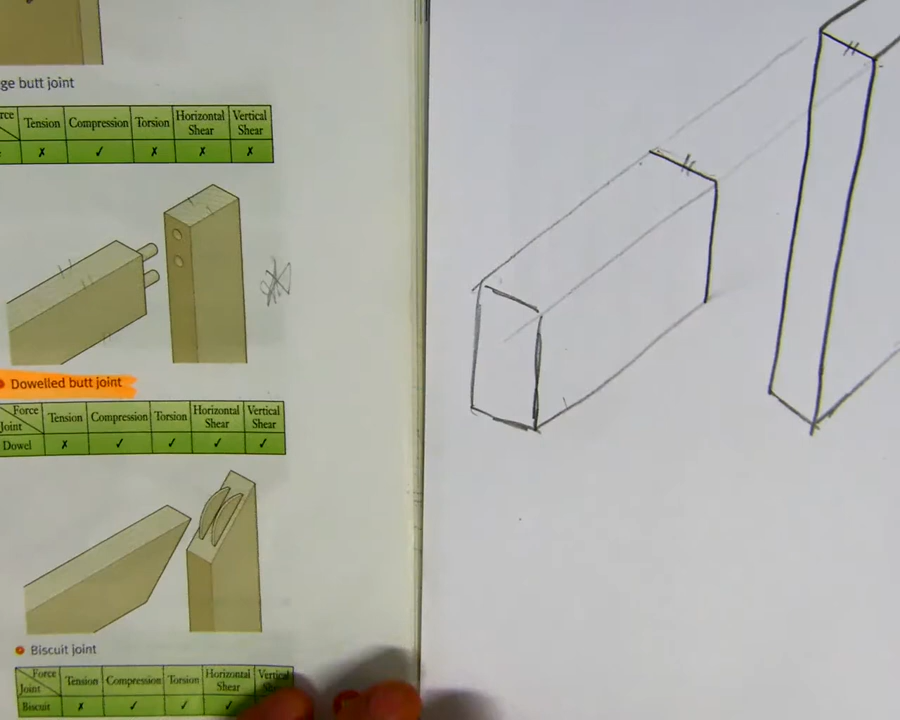 ge butt joint
rce Tension Compression Torsion Horizontal Shear Vertical Shear
✗ ✓ ✗ ✗ ✗
Dowelled butt joint
Force Joint Tension Compression Torsion Horizontal Shear Vertical Shear
Dowel ✗ ✓ ✓ ✓ ✓
Biscuit joint
Force Joint Tension Compression Torsion Horizontal Shear Vertical
Biscuit ✗ ✓ ✓ ✓